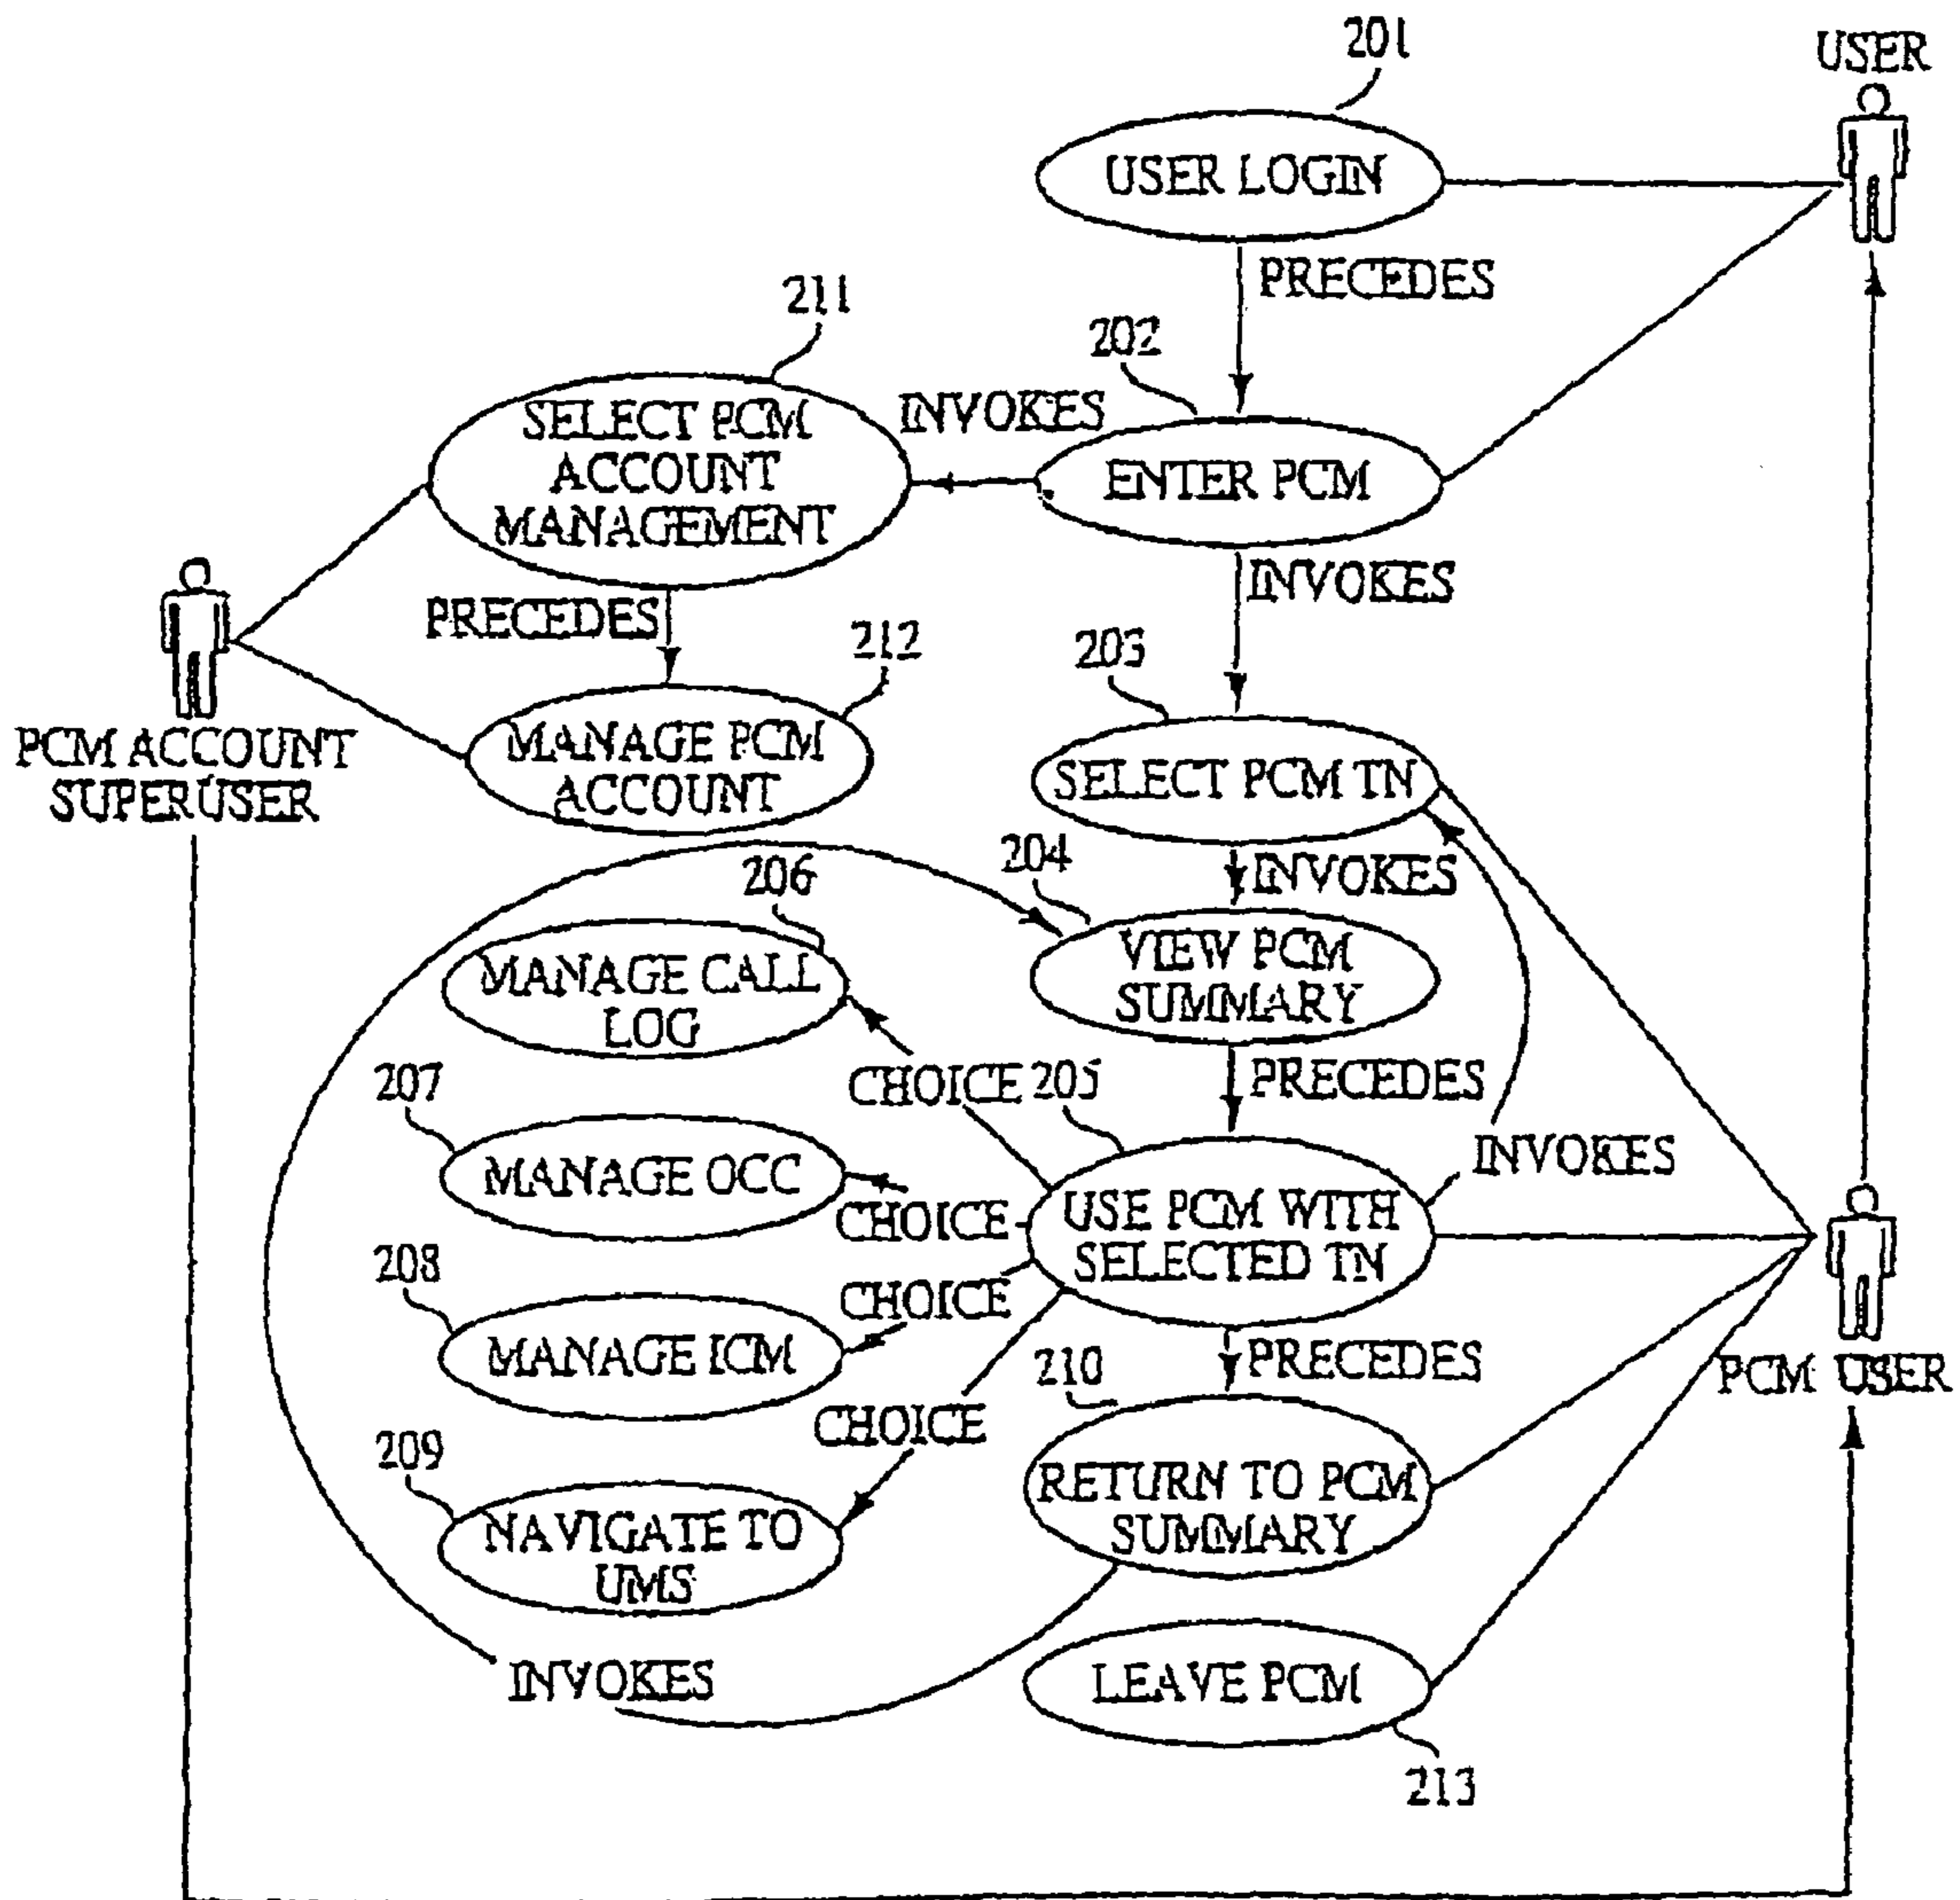 201
USER
USER LOGIN
PRECEDES
211
202
INVOKES
SELECT PCM
ACCOUNT
MANAGEMENT
ENTER PCM
INVOKES
PRECEDES
212
203
PCM ACCOUNT
SUPERUSER
MANAGE PCM
ACCOUNT
SELECT PCM TN
INVOKES
204
206
VIEW PCM
SUMMARY
MANAGE CALL
LOG
PRECEDES
207
CHOICE
205
INVOKES
MANAGE OCC
CHOICE
USE PCM WITH
SELECTED TN
208
CHOICE
MANAGE ICM
PRECEDES
210
PCM USER
CHOICE
209
RETURN TO PCM
SUMMARY
NAVIGATE TO
UMS
INVOKES
LEAVE PCM
213